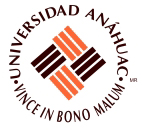 • UNIVERSIDAD ANÁHUAC •
VINCE IN BONO MALUM
MR